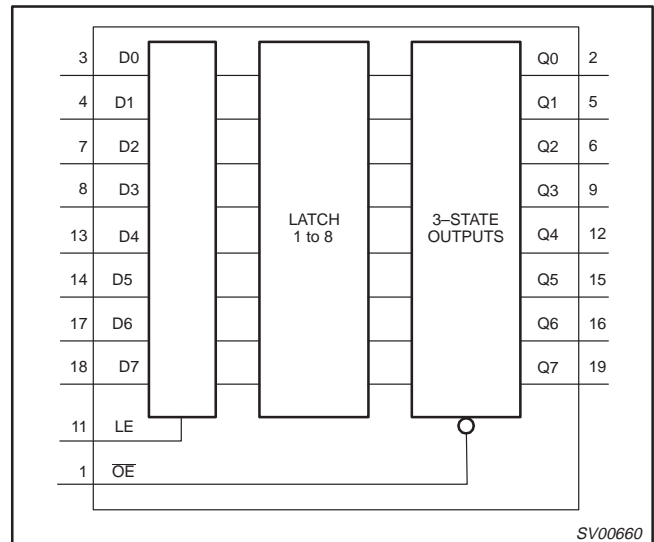 3 D0 Q0 2
4 D1 Q1 5
7 D2 Q2 6
8 D3 Q3 9
LATCH
1 to 8
3–STATE
OUTPUTS
13 D4 Q4 12
14 D5 Q5 15
17 D6 Q6 16
18 D7 Q7 19
11 LE
1 O̅E̅
SV00660